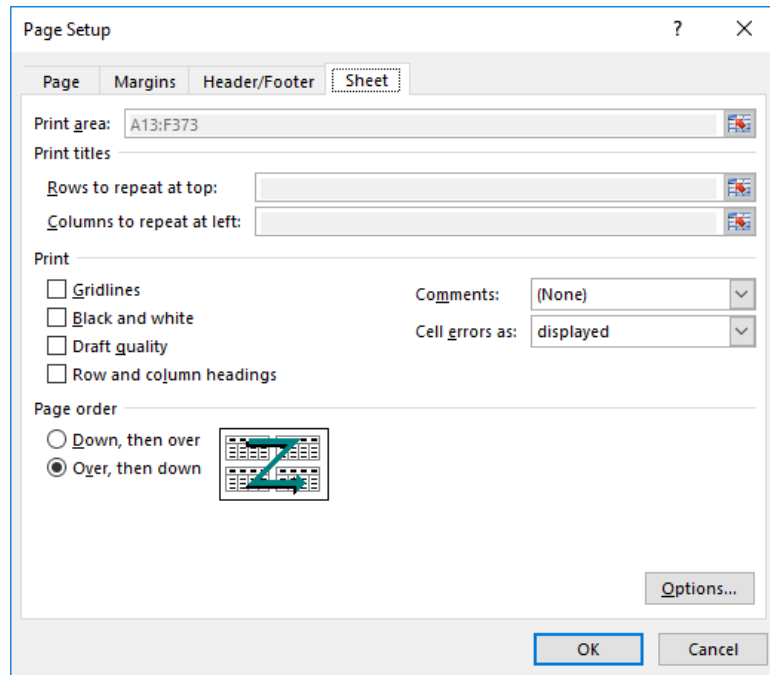 Page Setup ?
Page Margins Header/Footer Sheet
Print area: A13:F373
Print titles
Rows to repeat at top:
Columns to repeat at left:
Print
Gridlines Comments: (None)
Black and white
Draft quality Cell errors as: displayed
Row and column headings
Page order
Down, then over
Over, then down
Options...
OK Cancel